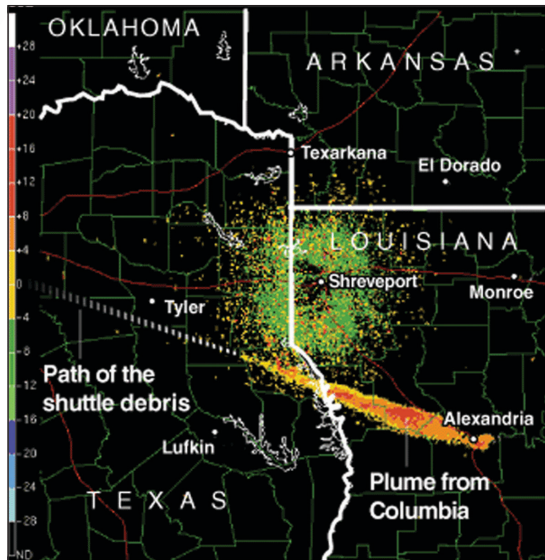 OKLAHOMA
ARKANSAS
+28
+24
+20
+16
+12
+8
+4
0
-4
-8
-12
-16
-20
-24
-28
ND
Texarkana
El Dorado
LOUISIANA
Shreveport
Monroe
Tyler
Path of the
shuttle debris
Alexandria
Lufkin
Plume from
Columbia
TEXAS